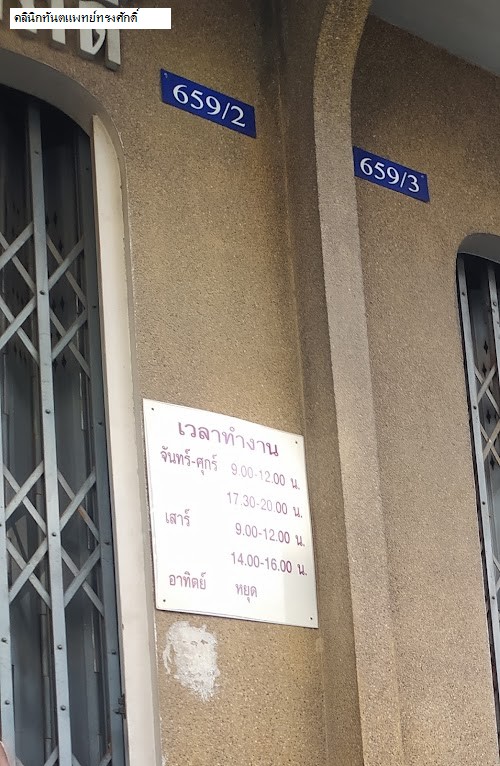 คลินิกทันตแพทย์ทรงศักดิ์
659/2
659/3
เวลาทำงาน
จันทร์-ศุกร์ 9.00-12.00 น.
17.30-20.00 น.
เสาร์ 9.00-12.00 น.
14.00-16.00 น.
อาทิตย์ หยุด